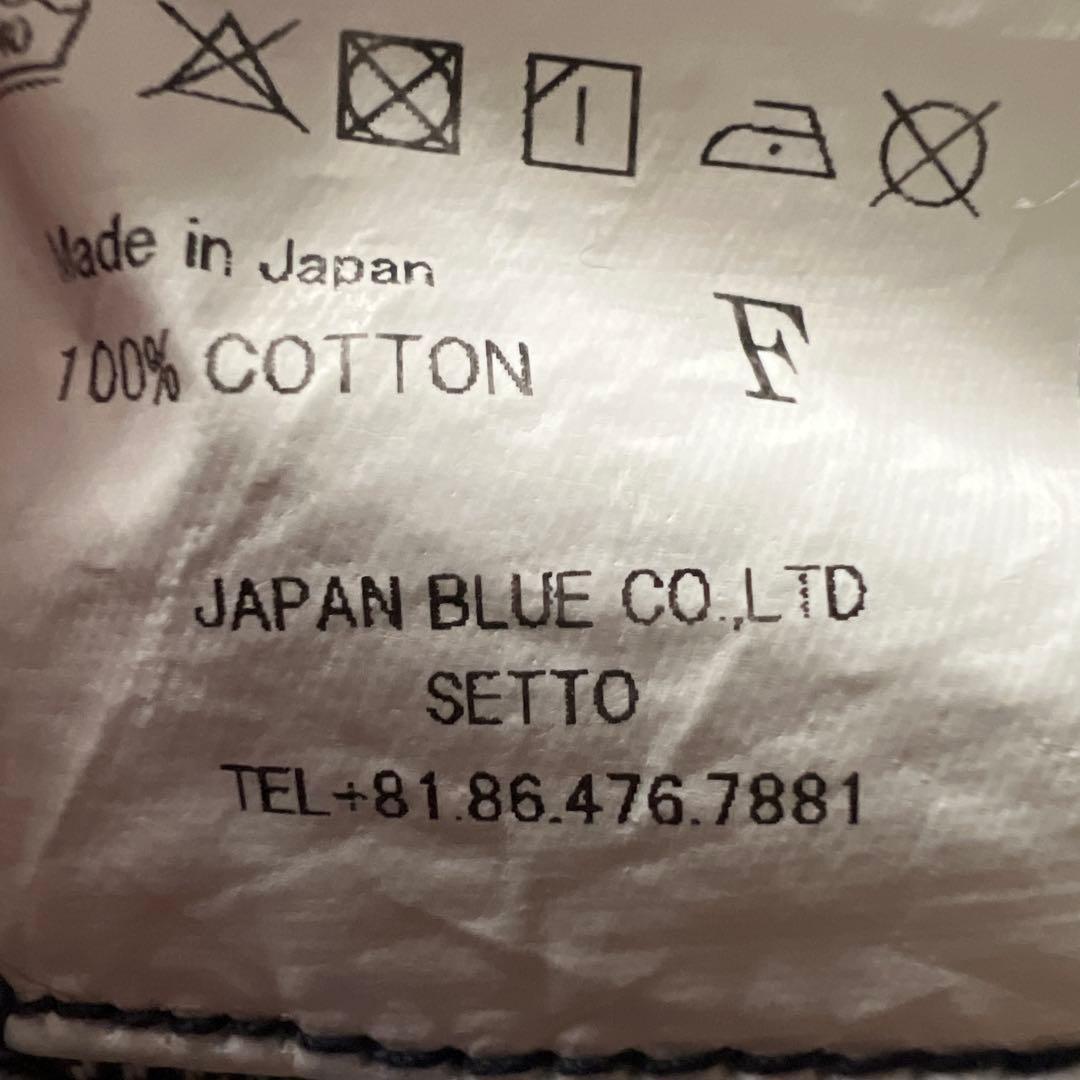 Made in Japan
100% COTTON
F
JAPAN BLUE CO.,LTD
SETTO
TEL+81.86.476.7881